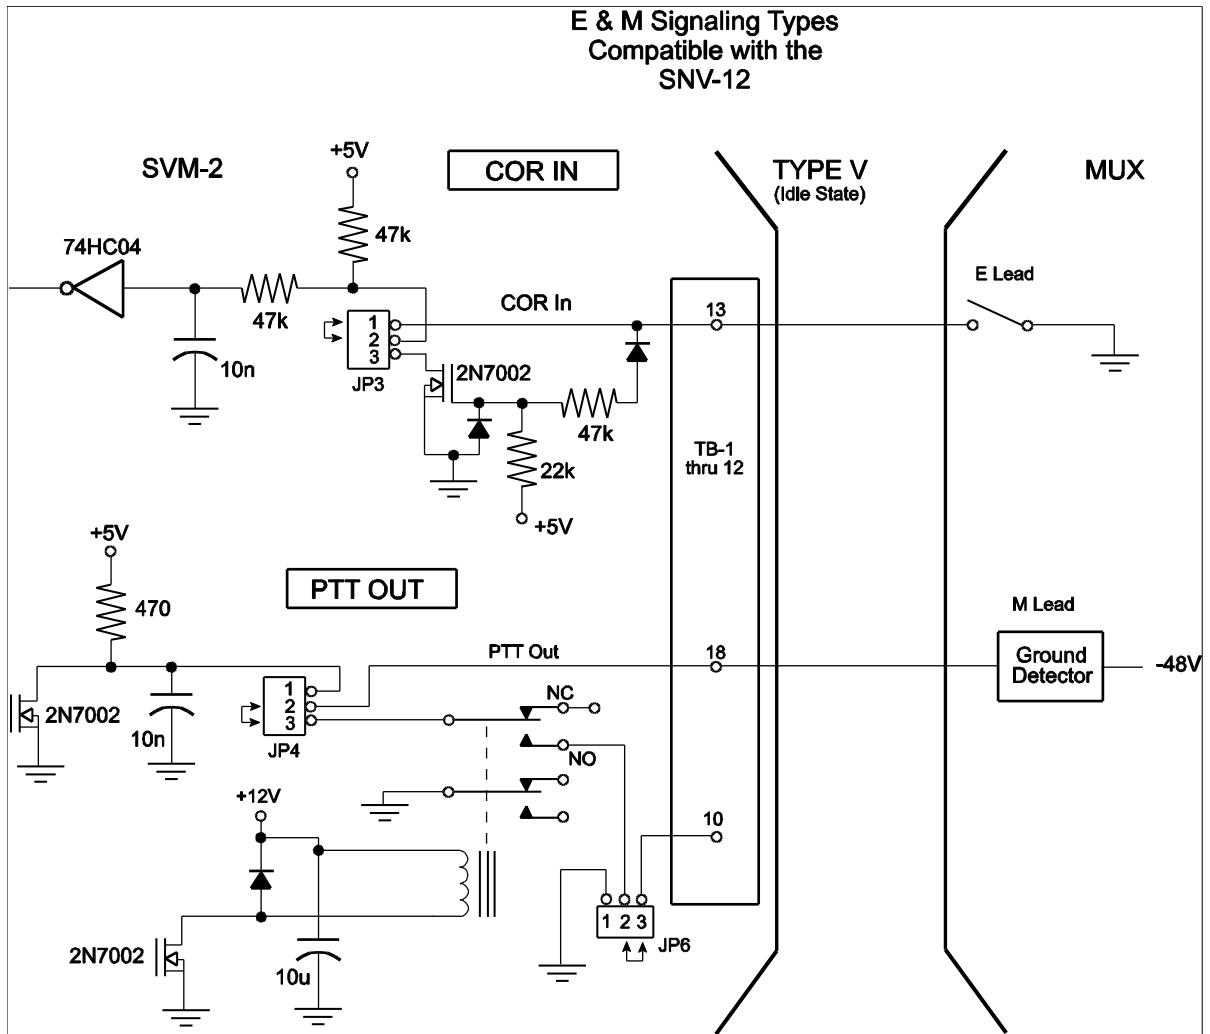 E & M Signaling Types
Compatible with the
SNV-12
SVM-2
+5V
COR IN
TYPE V
(Idle State)
MUX
74HC04
47k
47k
10n
COR In
13
E Lead
1
2
3
JP3
2N7002
47k
22k
+5V
TB-1
thru 12
+5V
470
PTT OUT
M Lead
PTT Out
18
Ground
Detector
-48V
2N7002
10n
1
2
3
JP4
NC
NO
+12V
10
2N7002
10u
1 2 3
JP6